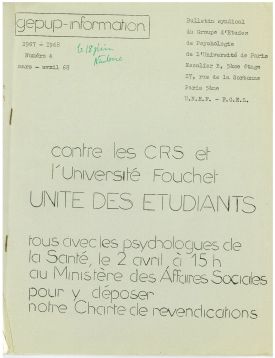 gepup-information
1967 - 1968
Numéro 4
mars - avril 68
Bulletin syndical
du Groupe d'Etudes
de Psychologie
de l'Université de Paris
Escalier E, 5ème étage
17, rue de la Sorbonne
Paris 5ème
U.N.E.F. - F.G.E.L.
contre les CRS et
l'Université Fouchet
UNITE DES ETUDIANTS
tous avec les psychologues de
la Santé, le 2 avril à 15 h
au Ministère des Affaires Sociales
pour y déposer
notre Charte de revendications